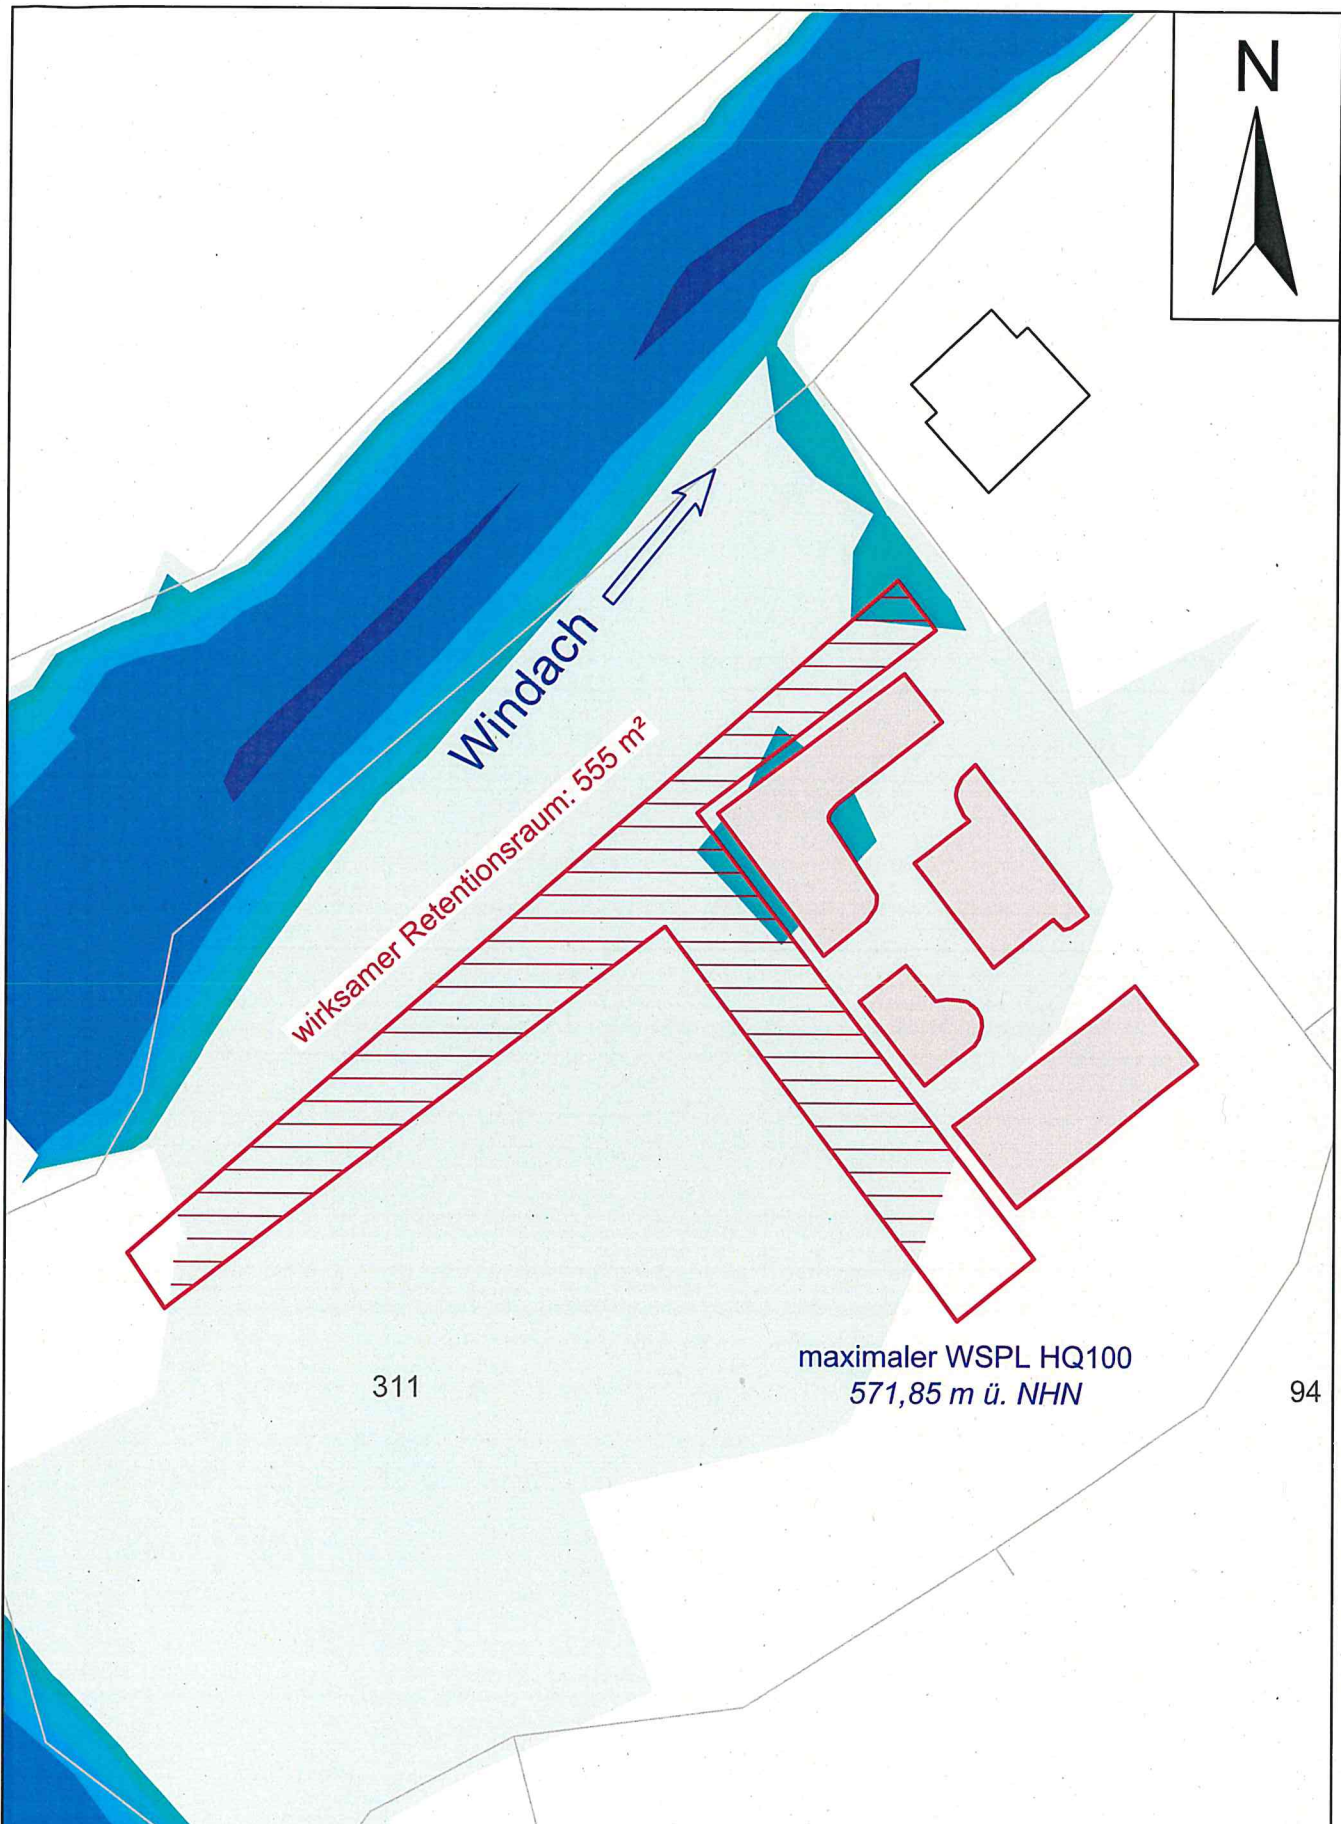 N
Windach
wirksamer Retentionsraum: 555 m²
maximaler WSPL HQ100
571,85 m ü. NHN
311
94